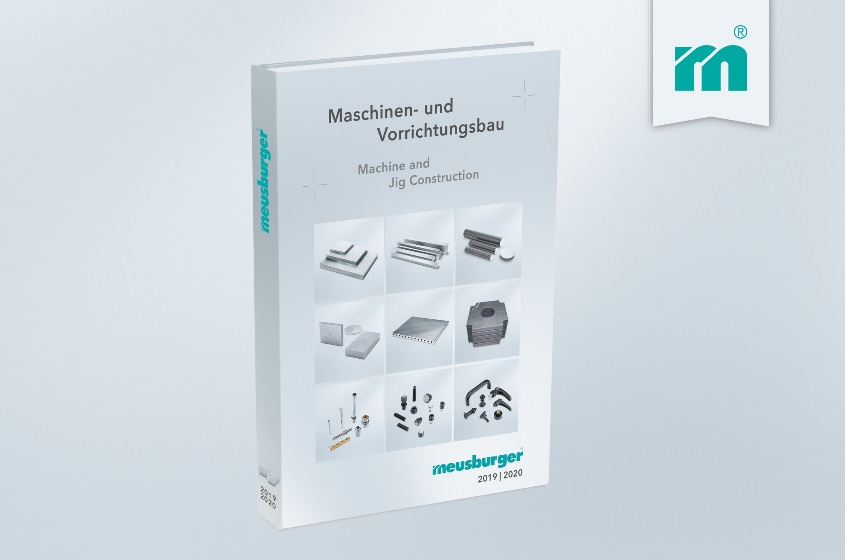 Maschinen- und
Vorrichtungsbau
Machine and
Jig Construction
meusburger
2019 | 2020
meusburger
2019
2020
m®